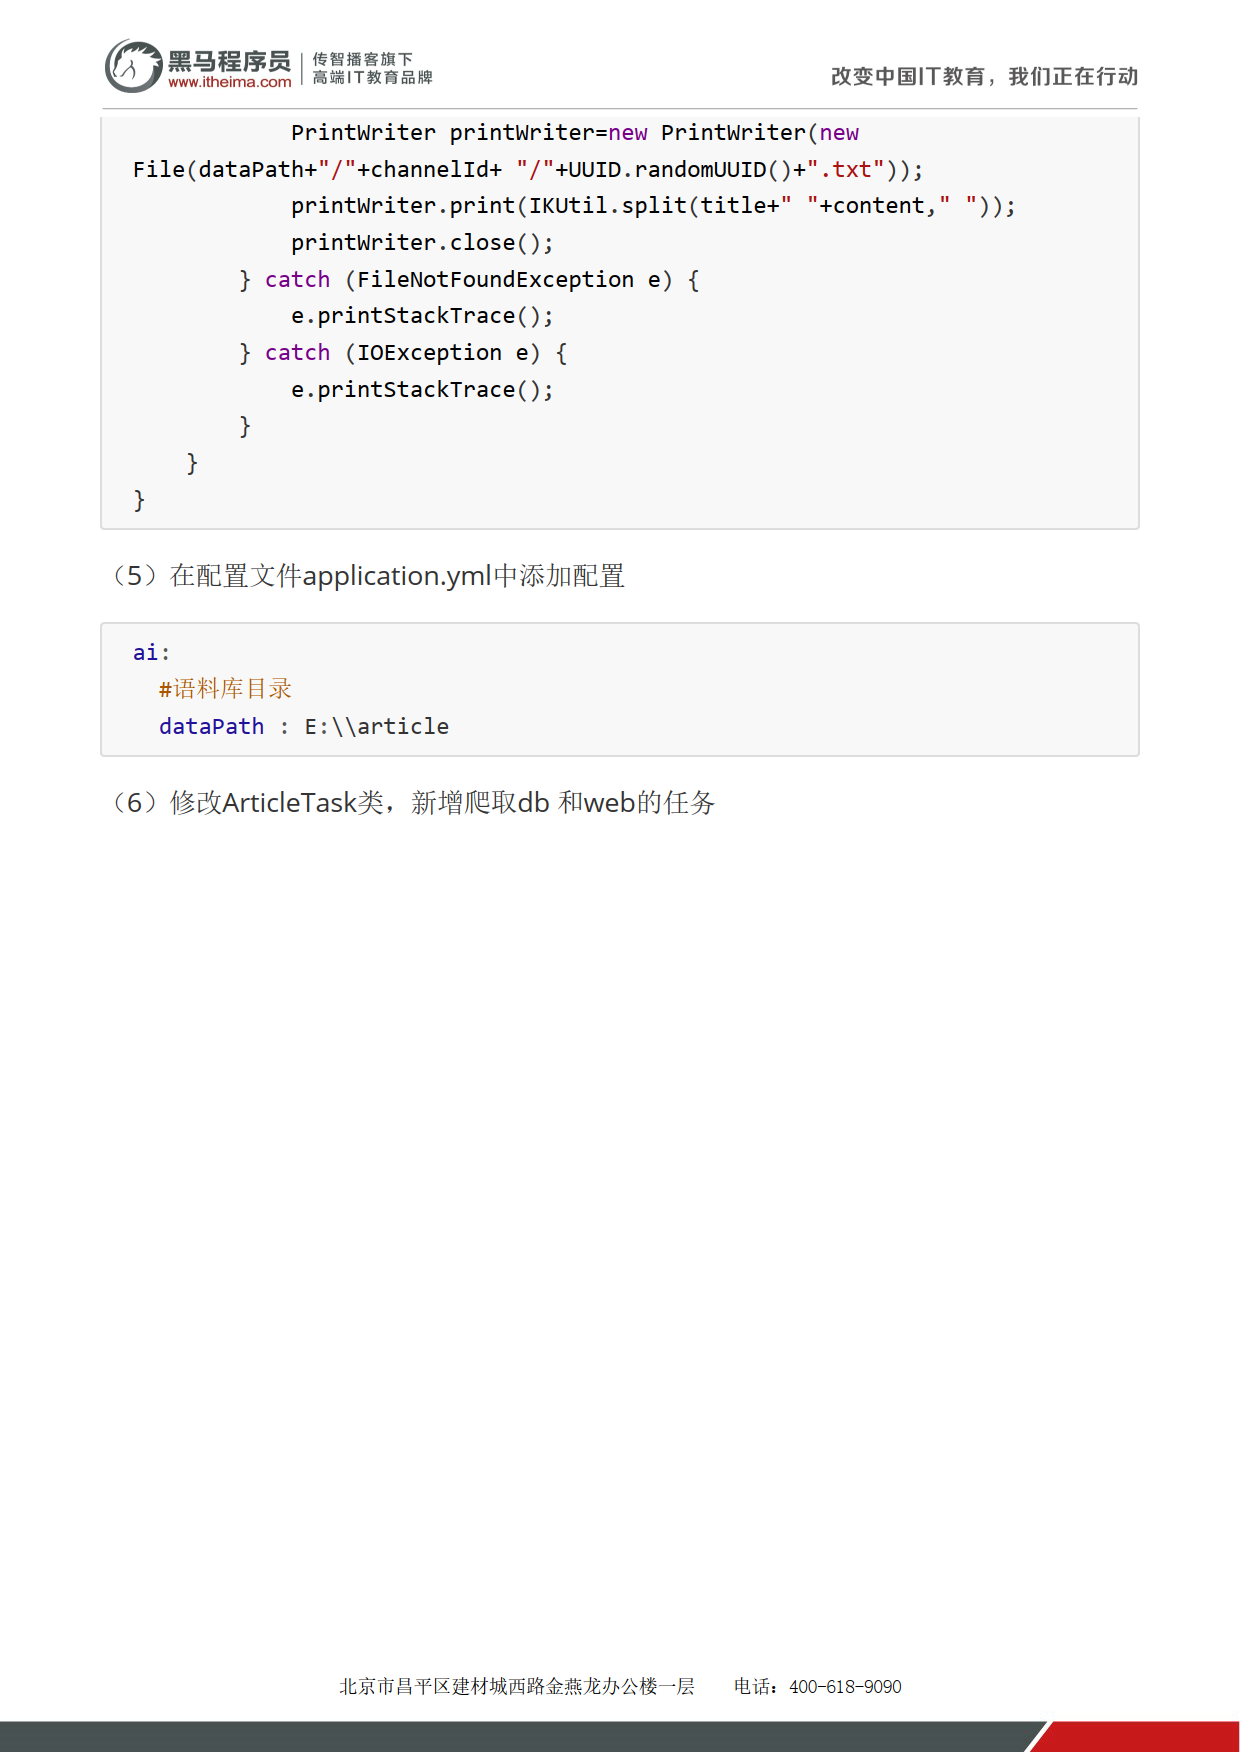 黑马程序员
www.itheima.com
传智播客旗下
高端IT教育品牌
改变中国IT教育，我们正在行动
            PrintWriter printWriter=new PrintWriter(new
File(dataPath+"/"+channelId+ "/"+UUID.randomUUID()+".txt"));
            printWriter.print(IKUtil.split(title+" "+content," "));
            printWriter.close();
        } catch (FileNotFoundException e) {
            e.printStackTrace();
        } catch (IOException e) {
            e.printStackTrace();
        }
    }
}
（5）在配置文件application.yml中添加配置
ai:
  #语料库目录
  dataPath : E:\\article
（6）修改ArticleTask类，新增爬取db 和web的任务
北京市昌平区建材城西路金燕龙办公楼一层    电话：400-618-9090